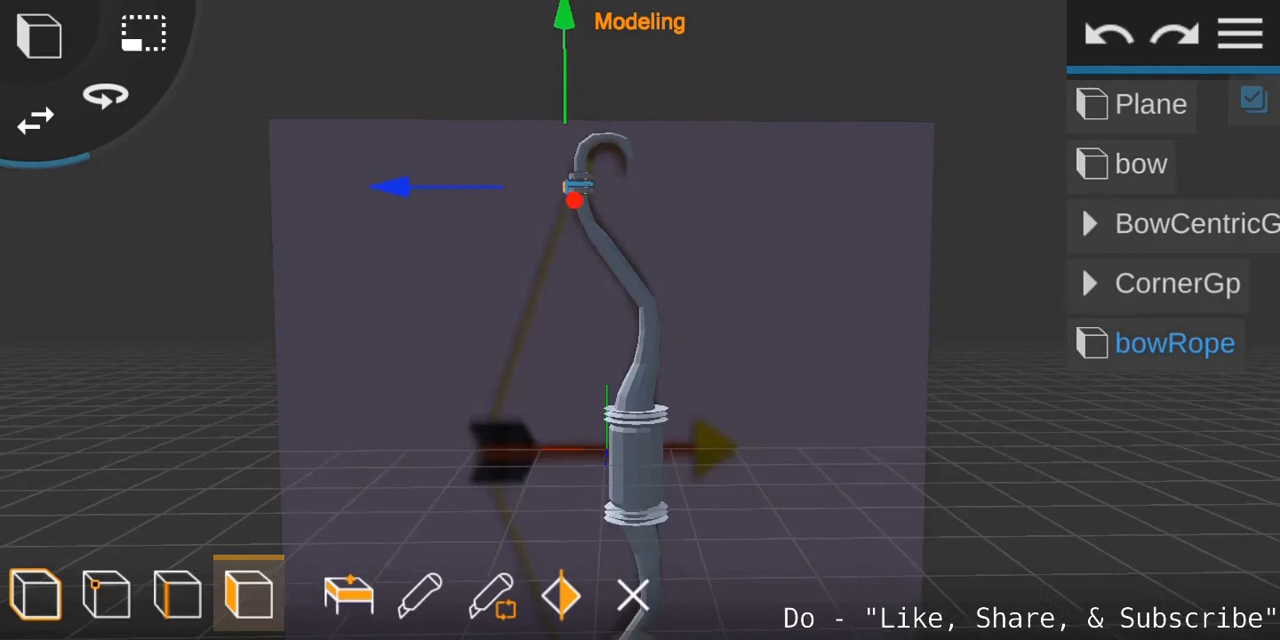 Modeling
Plane
bow
BowCentricG
CornerGp
bowRope
Do - "Like, Share, & Subscribe"